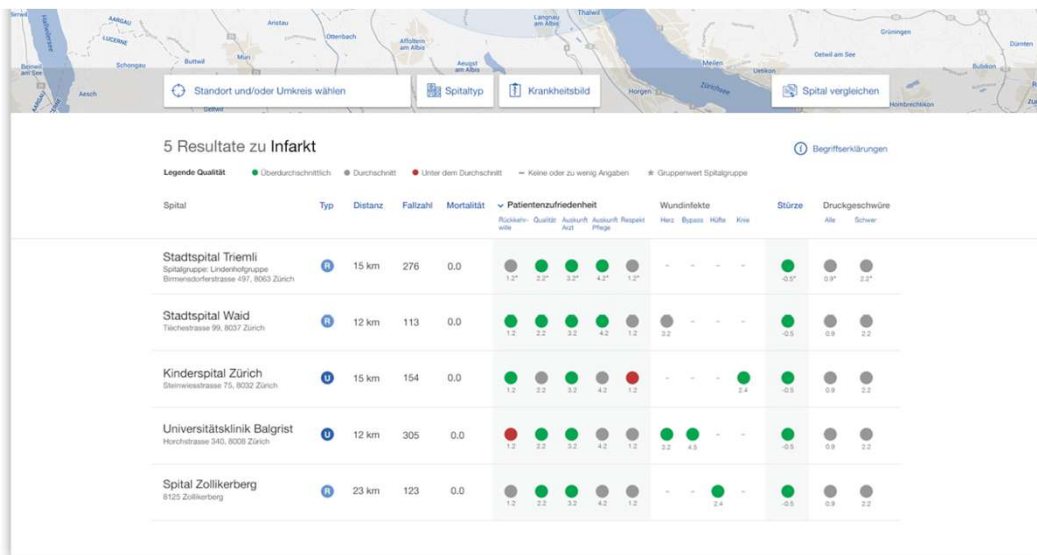 AARGAU
LUCERNE
Aristau
Ottenbach
Affoltern
am Albis
Langnau
am Albis
Thalwil
Grüningen
Dürnten
Beinwil
am See
Schongau
Buttwil
Muri
Aeugst
am Albis
Meilen
Uetikon
Oetwil am See
Bubikon
Aesch
Geltwil
Horgen
Zürichsee
Hombrechtikon
Standort und/oder Umkreis wählen
Spitaltyp
Krankheitsbild
Spital vergleichen
5 Resultate zu Infarkt
Begriffserklärungen
Legende Qualität Überdurchschnittlich Durchschnitt Unter dem Durchschnitt – Keine oder zu wenig Angaben * Gruppenwert Spitalgruppe
Spital Typ Distanz Fallzahl Mortalität Patientenzufriedenheit Wundinfekte Stürze Druckgeschwüre
Rückkehr- Qualität Auskunft Auskunft Respekt Herz Bypass Hüfte Knie Alle Schwer
wille Arzt Pflege
Stadtspital Triemli
Spitalgruppe: Lindenhofgruppe
Birmensdorferstrasse 497, 8063 Zürich
R 15 km 276 0.0 - - - -
1.2* 2.2* 3.2* 4.2* 1.2* -0.5* 0.9* 2.2*
Stadtspital Waid
Tièchestrasse 99, 8037 Zürich
R 12 km 113 0.0 - - -
1.2 2.2 3.2 4.2 1.2 3.2 -0.5 0.9 2.2
Kinderspital Zürich
Steinwiesstrasse 75, 8032 Zürich
U 15 km 154 0.0 - - -
1.2 2.2 3.2 4.2 1.2 2.4 -0.5 0.9 2.2
Universitätsklinik Balgrist
Horchstrasse 340, 8008 Zürich
U 12 km 305 0.0 - -
1.2 2.2 3.2 4.2 1.2 3.2 4.5 -0.5 0.9 2.2
Spital Zollikerberg
8125 Zollikerberg
R 23 km 123 0.0 - - -
1.2 2.2 3.2 4.2 1.2 2.4 -0.5 0.9 2.2